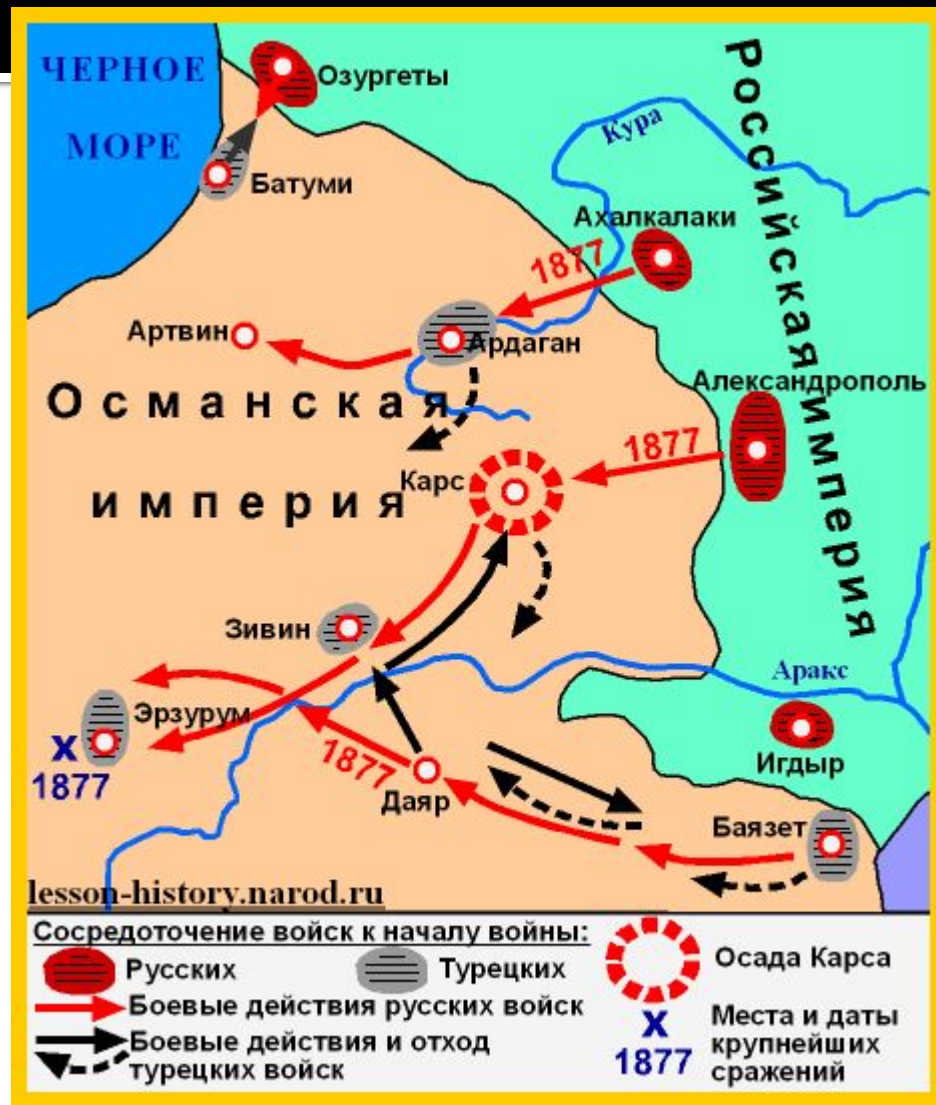 ЧЕРНОЕ
МОРЕ
Озургеты
Батуми
Российская империя
Кура
Ахалкалаки
1877
Артвин
Ардаган
Александрополь
Османская
империя
1877
Карс
Зивин
Аракс
Эрзурум
Игдыр
х
1877
1877
Даяр
Баязет
lesson-history.narod.ru
Сосредоточение войск к началу войны:
Русских
Турецких
Осада Карса
Боевые действия русских войск
Боевые действия и отход
турецких войск
х
1877
Места и даты
крупнейших
сражений